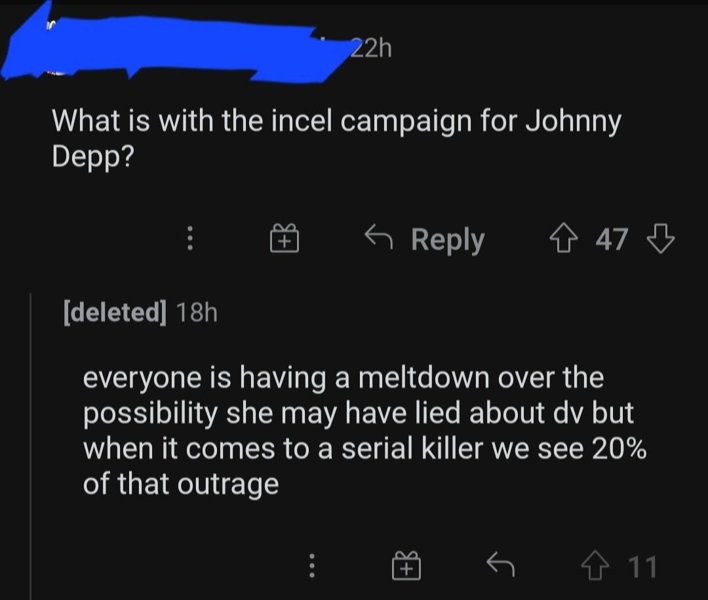 22h
What is with the incel campaign for Johnny
Depp?
Reply 47
[deleted] 18h
everyone is having a meltdown over the
possibility she may have lied about dv but
when it comes to a serial killer we see 20%
of that outrage
11